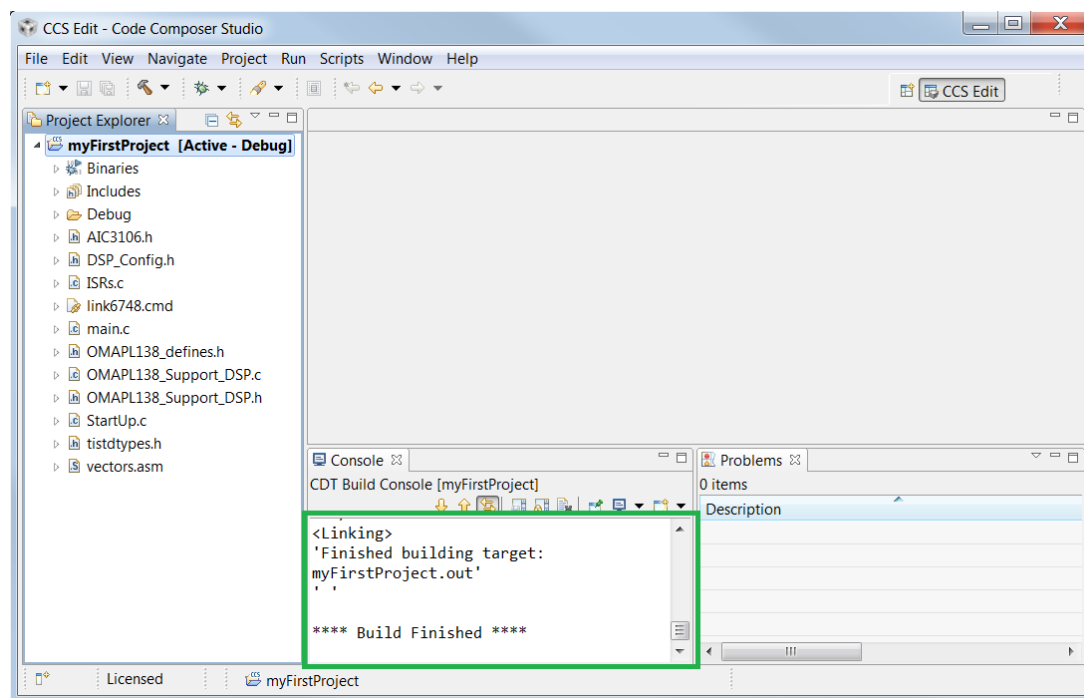 CCS Edit - Code Composer Studio
File Edit View Navigate Project Run Scripts Window Help
CCS Edit
Project Explorer
myFirstProject [Active - Debug]
Binaries
Includes
Debug
AIC3106.h
DSP_Config.h
ISRs.c
link6748.cmd
main.c
OMAPL138_defines.h
OMAPL138_Support_DSP.c
OMAPL138_Support_DSP.h
StartUp.c
tistdtypes.h
vectors.asm
Console
CDT Build Console [myFirstProject]
<Linking>
'Finished building target:
myFirstProject.out'
' '
**** Build Finished ****
Problems
0 items
Description
Licensed
myFirstProject